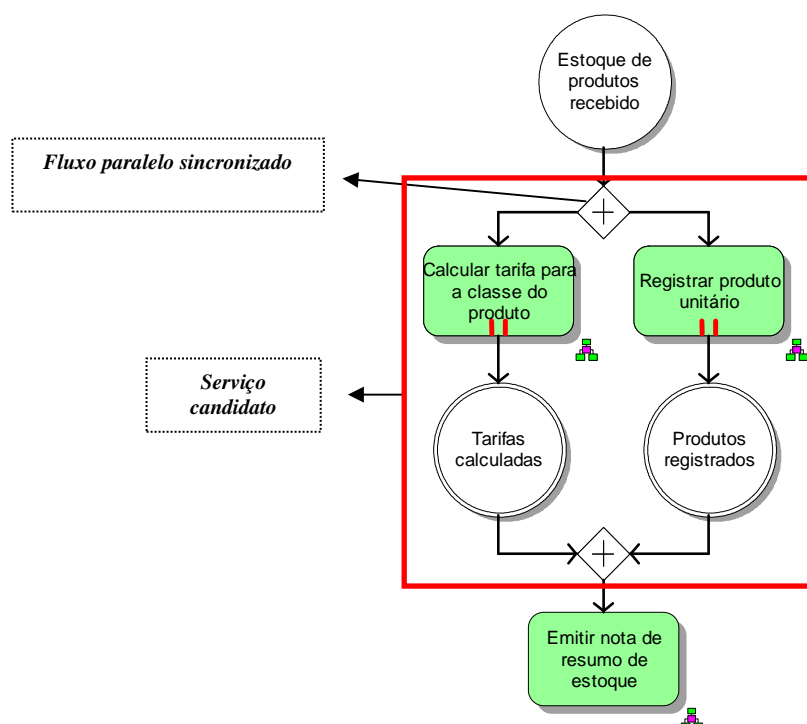 Estoque de
produtos
recebido
Fluxo paralelo sincronizado
Calcular tarifa para
a classe do
produto
Registrar produto
unitário
Serviço
candidato
Tarifas
calculadas
Produtos
registrados
Emitir nota de
resumo de
estoque